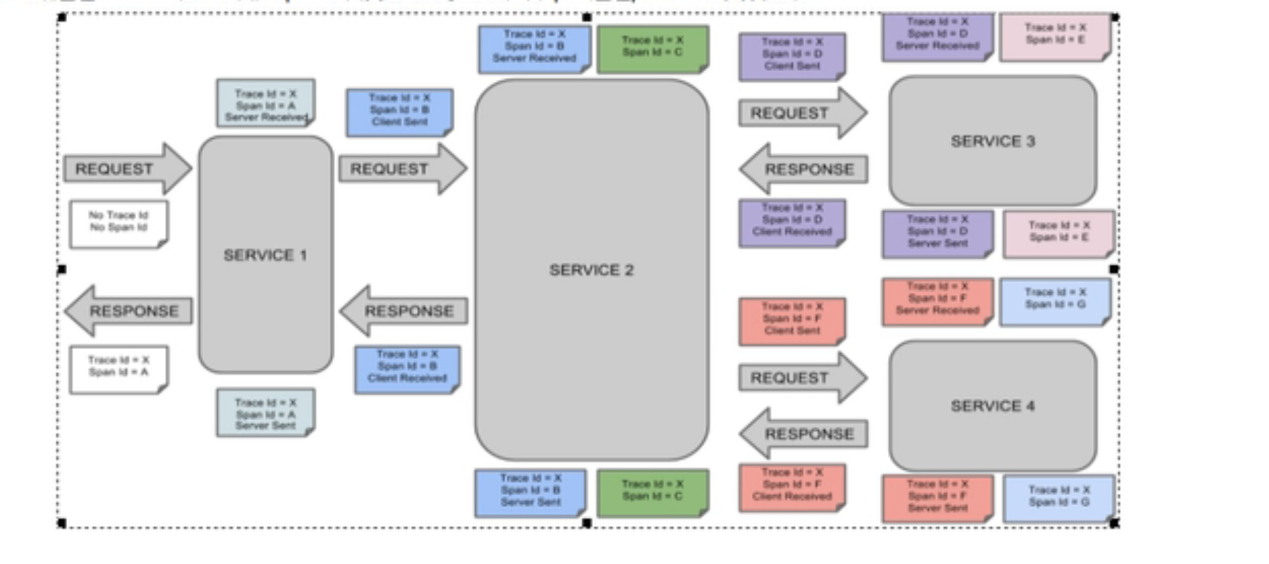 Trace Id = X
Span Id = A
Server Received
REQUEST
No Trace Id
No Span Id
SERVICE 1
RESPONSE
Trace Id = X
Span Id = A
Trace Id = X
Span Id = A
Server Sent
Trace Id = X
Span Id = B
Client Sent
REQUEST
RESPONSE
Trace Id = X
Span Id = B
Client Received
Trace Id = X
Span Id = B
Server Received
Trace Id = X
Span Id = C
SERVICE 2
Trace Id = X
Span Id = B
Server Sent
Trace Id = X
Span Id = C
Trace Id = X
Span Id = D
Client Sent
REQUEST
RESPONSE
Trace Id = X
Span Id = D
Client Received
Trace Id = X
Span Id = D
Server Received
Trace Id = X
Span Id = E
SERVICE 3
Trace Id = X
Span Id = D
Server Sent
Trace Id = X
Span Id = E
Trace Id = X
Span Id = F
Client Sent
REQUEST
RESPONSE
Trace Id = X
Span Id = F
Client Received
Trace Id = X
Span Id = F
Server Received
Trace Id = X
Span Id = G
SERVICE 4
Trace Id = X
Span Id = F
Server Sent
Trace Id = X
Span Id = G